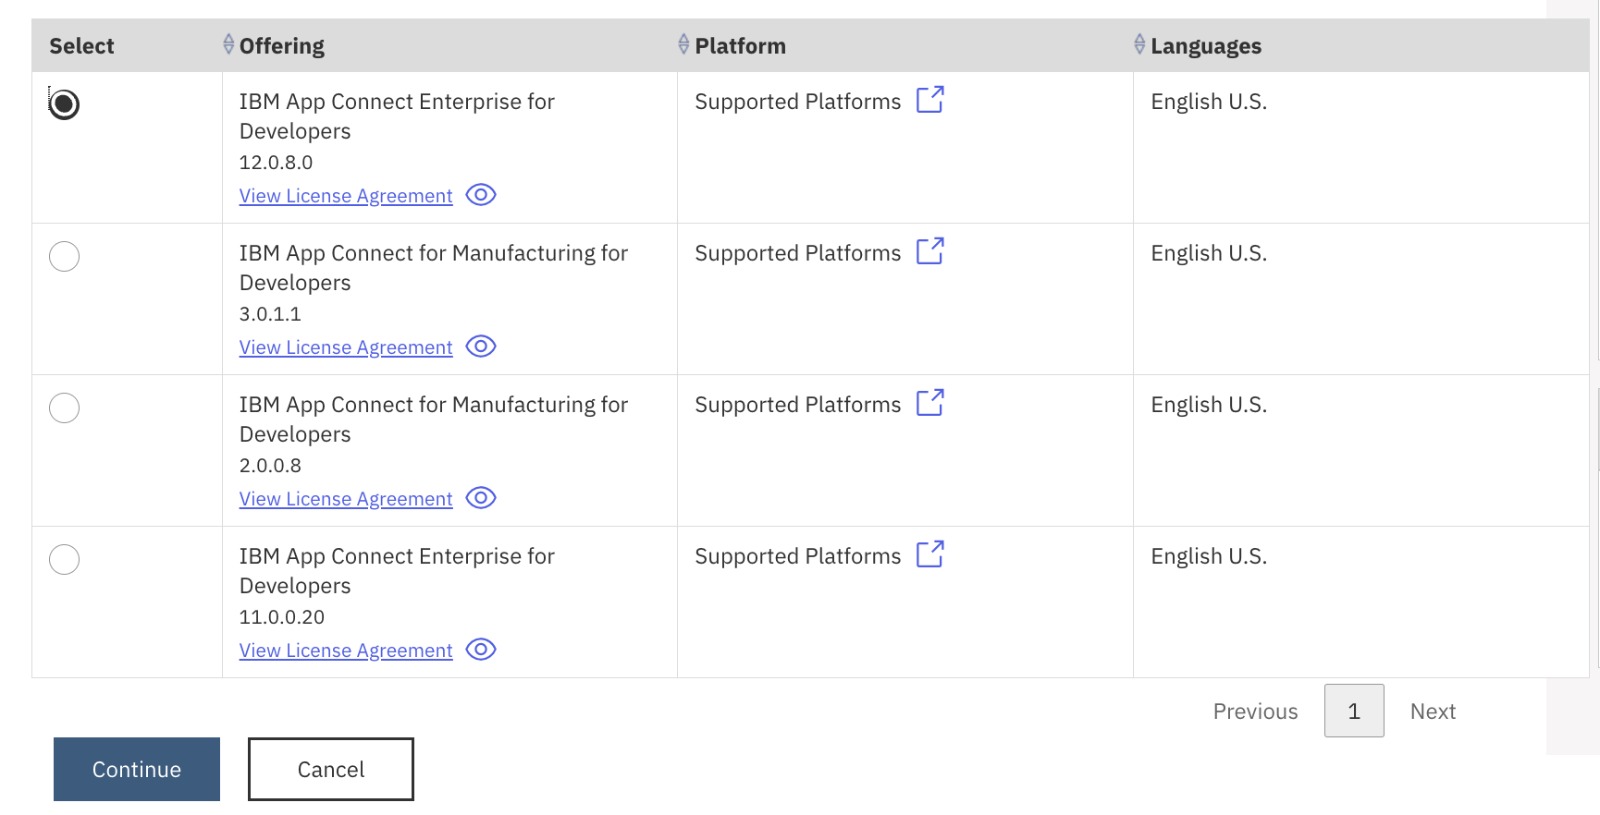 Select Offering Platform Languages
IBM App Connect Enterprise for Supported Platforms English U.S.
Developers
12.0.8.0
View License Agreement
IBM App Connect for Manufacturing for Supported Platforms English U.S.
Developers
3.0.1.1
View License Agreement
IBM App Connect for Manufacturing for Supported Platforms English U.S.
Developers
2.0.0.8
View License Agreement
IBM App Connect Enterprise for Supported Platforms English U.S.
Developers
11.0.0.20
View License Agreement
Previous 1 Next
Continue Cancel